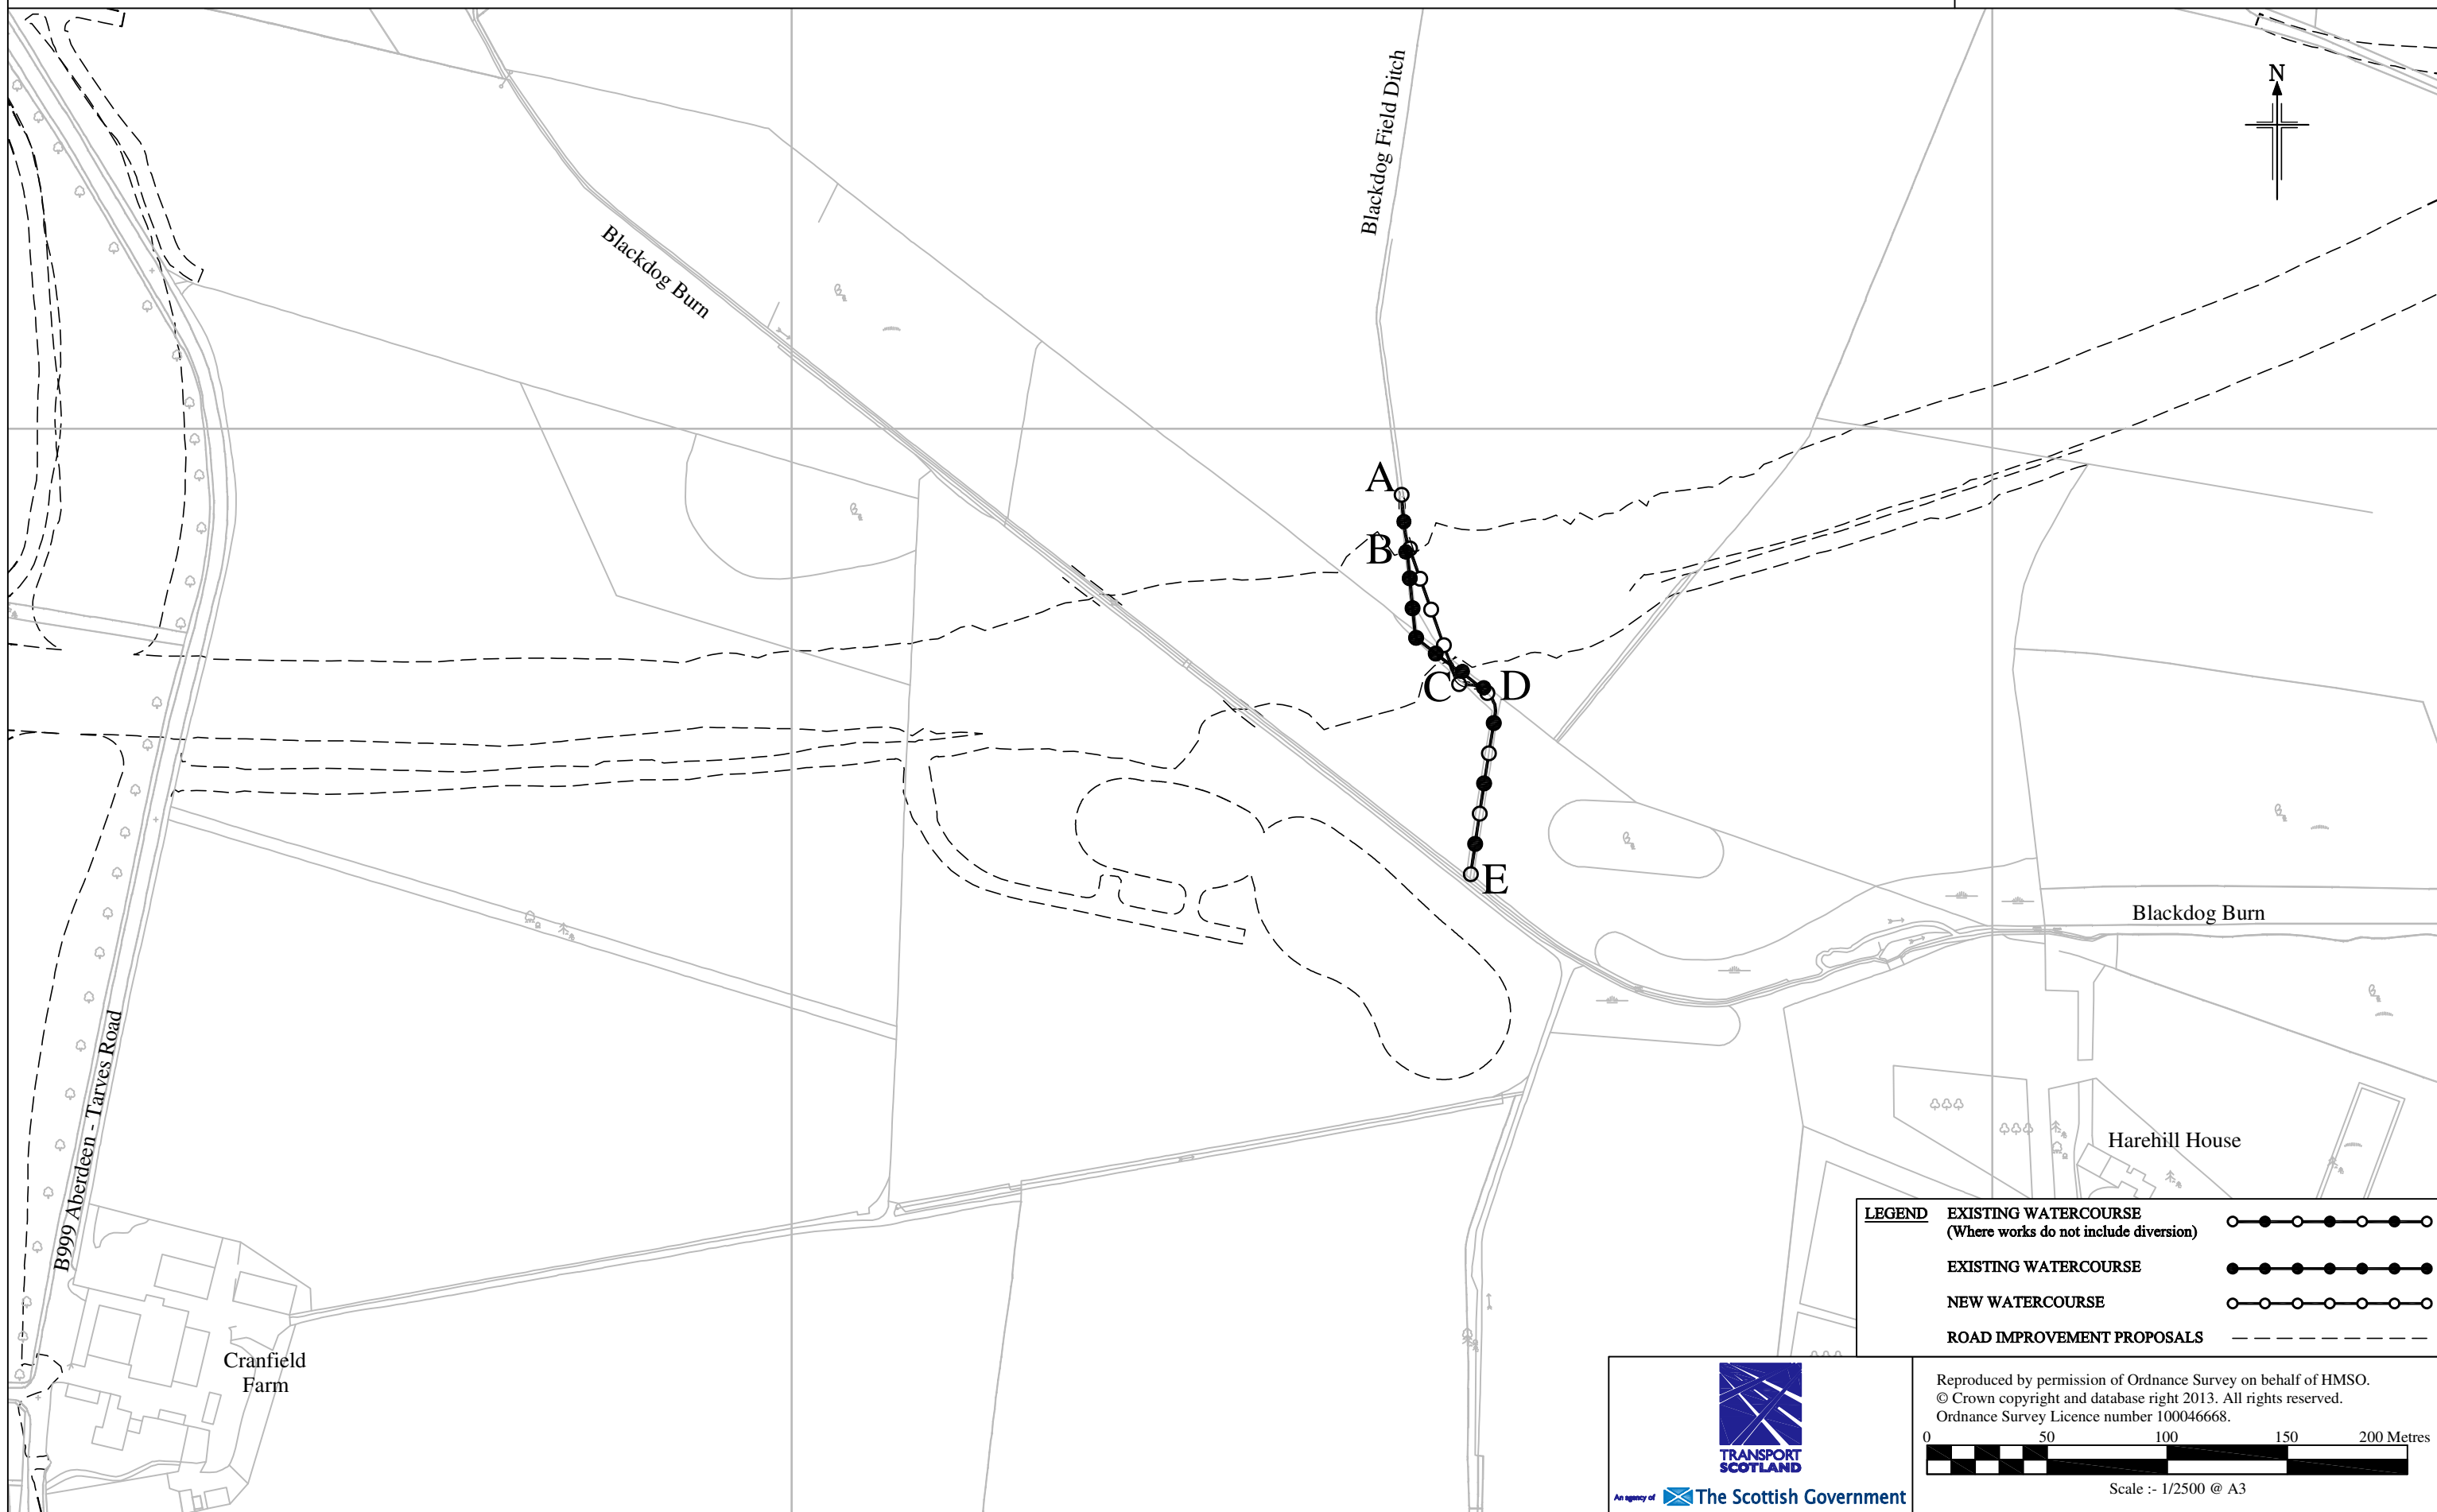 N
Blackdog Field Ditch
Blackdog Burn
A
B
C
D
E
Blackdog Burn
B999 Aberdeen - Tarves Road
Harehill House
Cranfield
Farm
LEGEND
EXISTING WATERCOURSE
(Where works do not include diversion)
EXISTING WATERCOURSE
NEW WATERCOURSE
ROAD IMPROVEMENT PROPOSALS
TRANSPORT
SCOTLAND
An agency of The Scottish Government
Reproduced by permission of Ordnance Survey on behalf of HMSO.
© Crown copyright and database right 2013. All rights reserved.
Ordnance Survey Licence number 100046668.
0 50 100 150 200 Metres
Scale :- 1/2500 @ A3